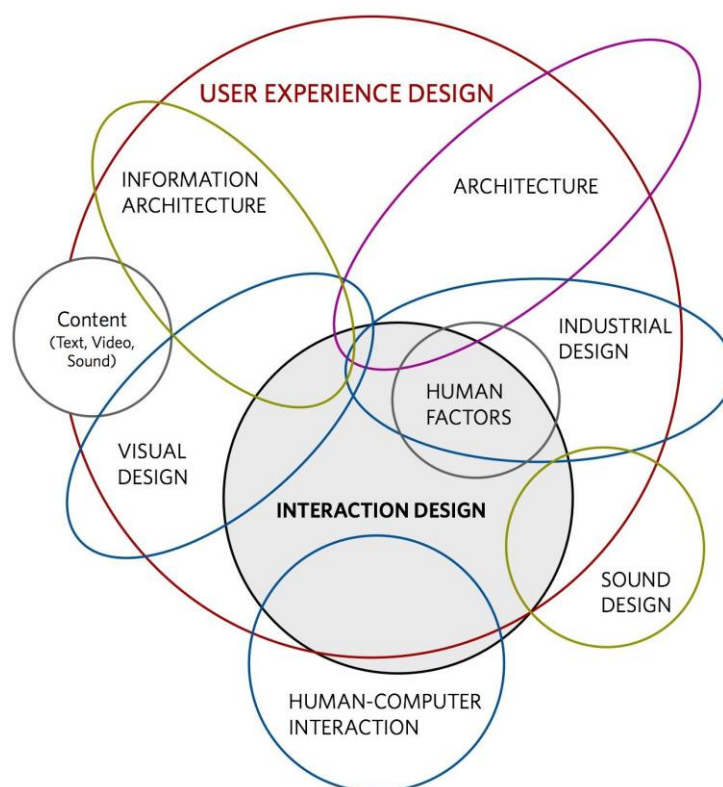 USER EXPERIENCE DESIGN
INFORMATION
ARCHITECTURE
ARCHITECTURE
Content
(Text, Video,
Sound)
INDUSTRIAL
DESIGN
HUMAN
FACTORS
VISUAL
DESIGN
INTERACTION DESIGN
SOUND
DESIGN
HUMAN-COMPUTER
INTERACTION